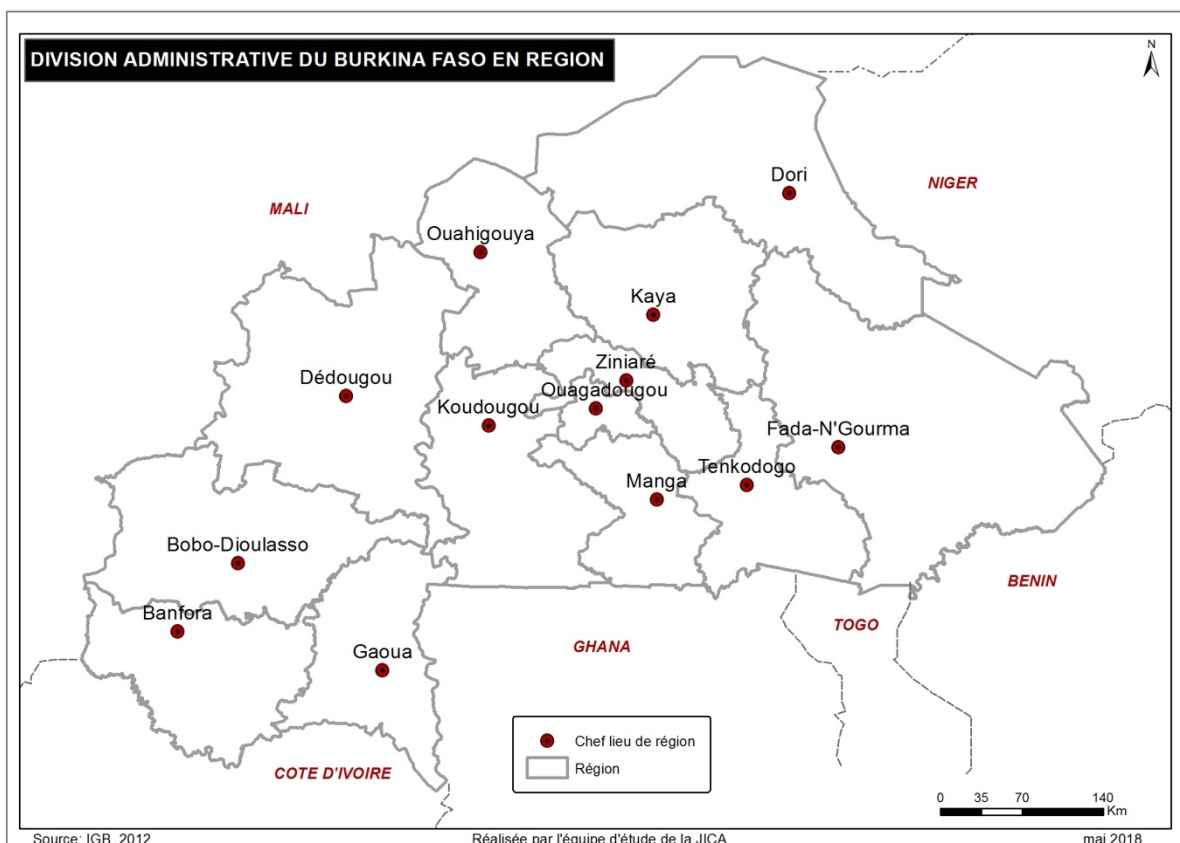 DIVISION ADMINISTRATIVE DU BURKINA FASO EN REGION
N
Dori
NIGER
MALI
Ouahigouya
Kaya
Ziniaré
Dédougou
Ouagadougou
Koudougou
Fada-N'Gourma
Tenkodogo
Manga
Bobo-Dioulasso
BENIN
Banfora
TOGO
GHANA
Gaoua
Chef lieu de région
Région
COTE D'IVOIRE
0 35 70 140
Km
Source: IGB, 2012
Réalisée par l'équipe d'étude de la JICA
mai 2018